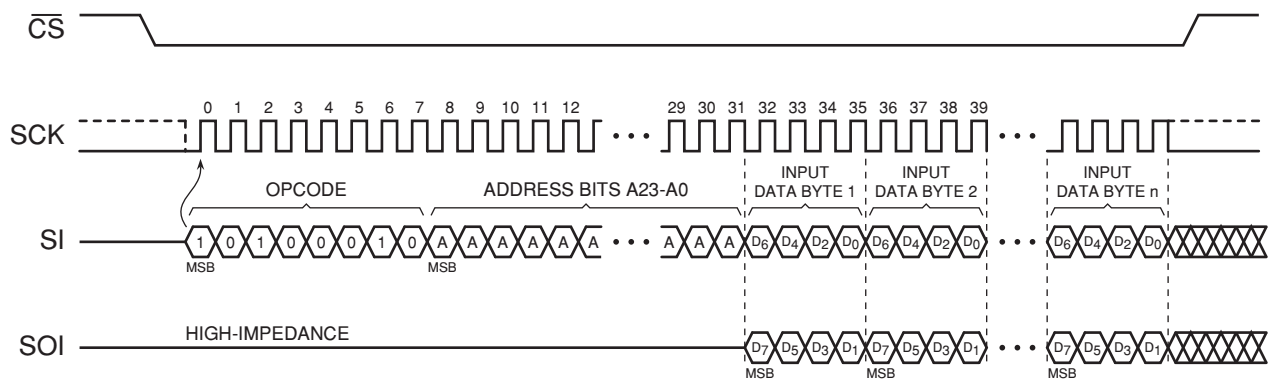 CS
0 1 2 3 4 5 6 7 8 9 10 11 12 29 30 31 32 33 34 35 36 37 38 39
SCK
OPCODE
ADDRESS BITS A23-A0
INPUT
DATA BYTE 1
INPUT
DATA BYTE 2
INPUT
DATA BYTE n
SI
1 0 1 0 0 0 1 0 A A A A A A A A A D6 D4 D2 D0 D6 D4 D2 D0 D6 D4 D2 D0
MSB MSB
HIGH-IMPEDANCE
SOI
D7 D5 D3 D1 D7 D5 D3 D1 D7 D5 D3 D1
MSB MSB MSB